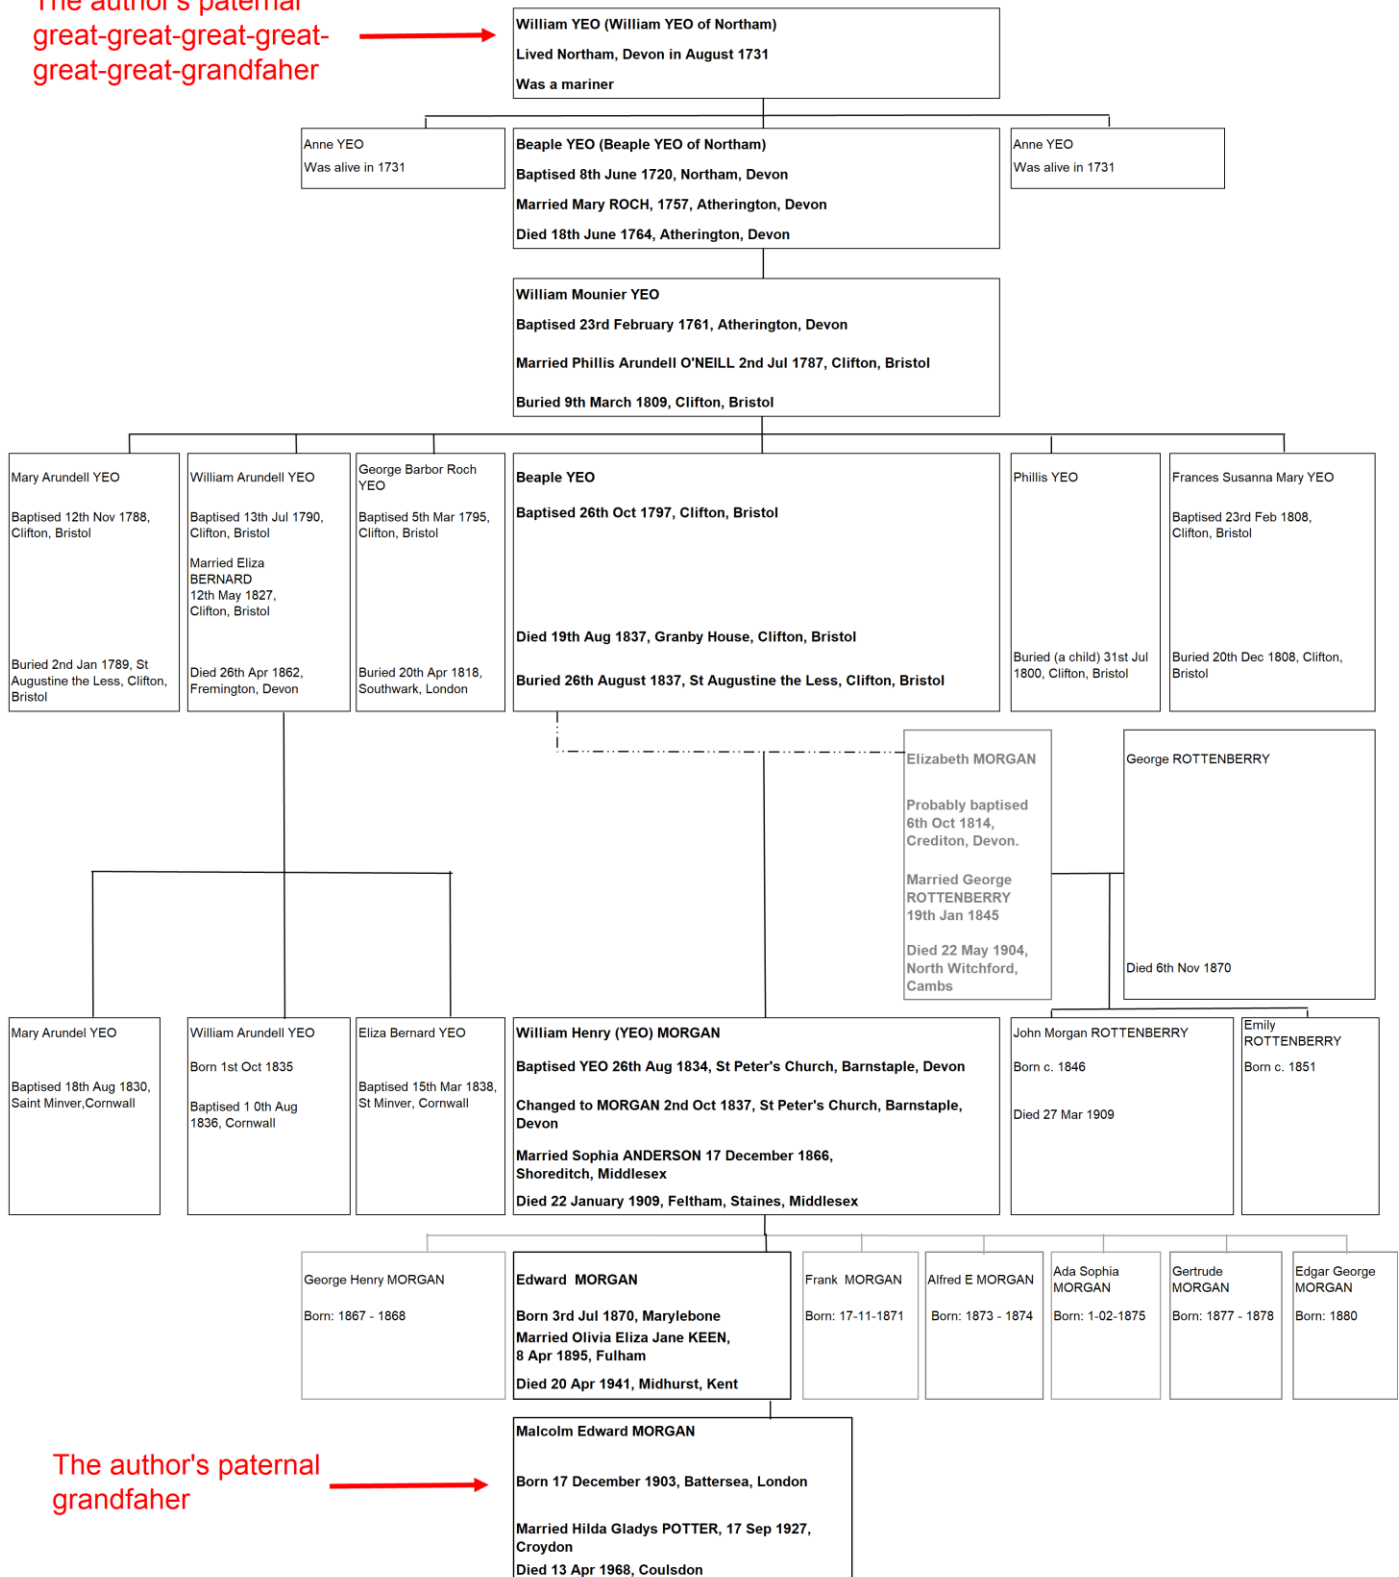 The author's paternal
great-great-great-great-
great-great-grandfaher
William YEO (William YEO of Northam)
Lived Northam, Devon in August 1731
Was a mariner
Anne YEO
Was alive in 1731
Beaple YEO (Beaple YEO of Northam)
Baptised 8th June 1720, Northam, Devon
Married Mary ROCH, 1757, Atherington, Devon
Died 18th June 1764, Atherington, Devon
Anne YEO
Was alive in 1731
William Mounier YEO
Baptised 23rd February 1761, Atherington, Devon
Married Phillis Arundell O'NEILL 2nd Jul 1787, Clifton, Bristol
Buried 9th March 1809, Clifton, Bristol
Mary Arundell YEO
Baptised 12th Nov 1788,
Clifton, Bristol
Buried 2nd Jan 1789, St
Augustine the Less, Clifton,
Bristol
William Arundell YEO
Baptised 13th Jul 1790,
Clifton, Bristol
Married Eliza
BERNARD
12th May 1827,
Clifton, Bristol
Died 26th Apr 1862,
Fremington, Devon
George Barbor Roch
YEO
Baptised 5th Mar 1795,
Clifton, Bristol
Buried 20th Apr 1818,
Southwark, London
Beaple YEO
Baptised 26th Oct 1797, Clifton, Bristol
Died 19th Aug 1837, Granby House, Clifton, Bristol
Buried 26th August 1837, St Augustine the Less, Clifton, Bristol
Phillis YEO
Buried (a child) 31st Jul
1800, Clifton, Bristol
Frances Susanna Mary YEO
Baptised 23rd Feb 1808,
Clifton, Bristol
Buried 20th Dec 1808, Clifton,
Bristol
Elizabeth MORGAN
Probably baptised
6th Oct 1814,
Crediton, Devon.
Married George
ROTTENBERRY
19th Jan 1845
Died 22 May 1904,
North Witchford,
Cambs
George ROTTENBERRY
Died 6th Nov 1870
Mary Arundel YEO
Baptised 18th Aug 1830,
Saint Minver,Cornwall
William Arundell YEO
Born 1st Oct 1835
Baptised 1 0th Aug
1836, Cornwall
Eliza Bernard YEO
Baptised 15th Mar 1838,
St Minver, Cornwall
William Henry (YEO) MORGAN
Baptised YEO 26th Aug 1834, St Peter's Church, Barnstaple, Devon
Changed to MORGAN 2nd Oct 1837, St Peter's Church, Barnstaple,
Devon
Married Sophia ANDERSON 17 December 1866,
Shoreditch, Middlesex
Died 22 January 1909, Feltham, Staines, Middlesex
John Morgan ROTTENBERRY
Born c. 1846
Died 27 Mar 1909
Emily
ROTTENBERRY
Born c. 1851
George Henry MORGAN
Born: 1867 - 1868
Edward  MORGAN
Born 3rd Jul 1870, Marylebone
Married Olivia Eliza Jane KEEN,
8 Apr 1895, Fulham
Died 20 Apr 1941, Midhurst, Kent
Frank  MORGAN
Born: 17-11-1871
Alfred E MORGAN
Born: 1873 - 1874
Ada Sophia
MORGAN
Born: 1-02-1875
Gertrude
MORGAN
Born: 1877 - 1878
Edgar George
MORGAN
Born: 1880
The author's paternal
grandfaher
Malcolm Edward MORGAN
Born 17 December 1903, Battersea, London
Married Hilda Gladys POTTER, 17 Sep 1927,
Croydon
Died 13 Apr 1968, Coulsdon